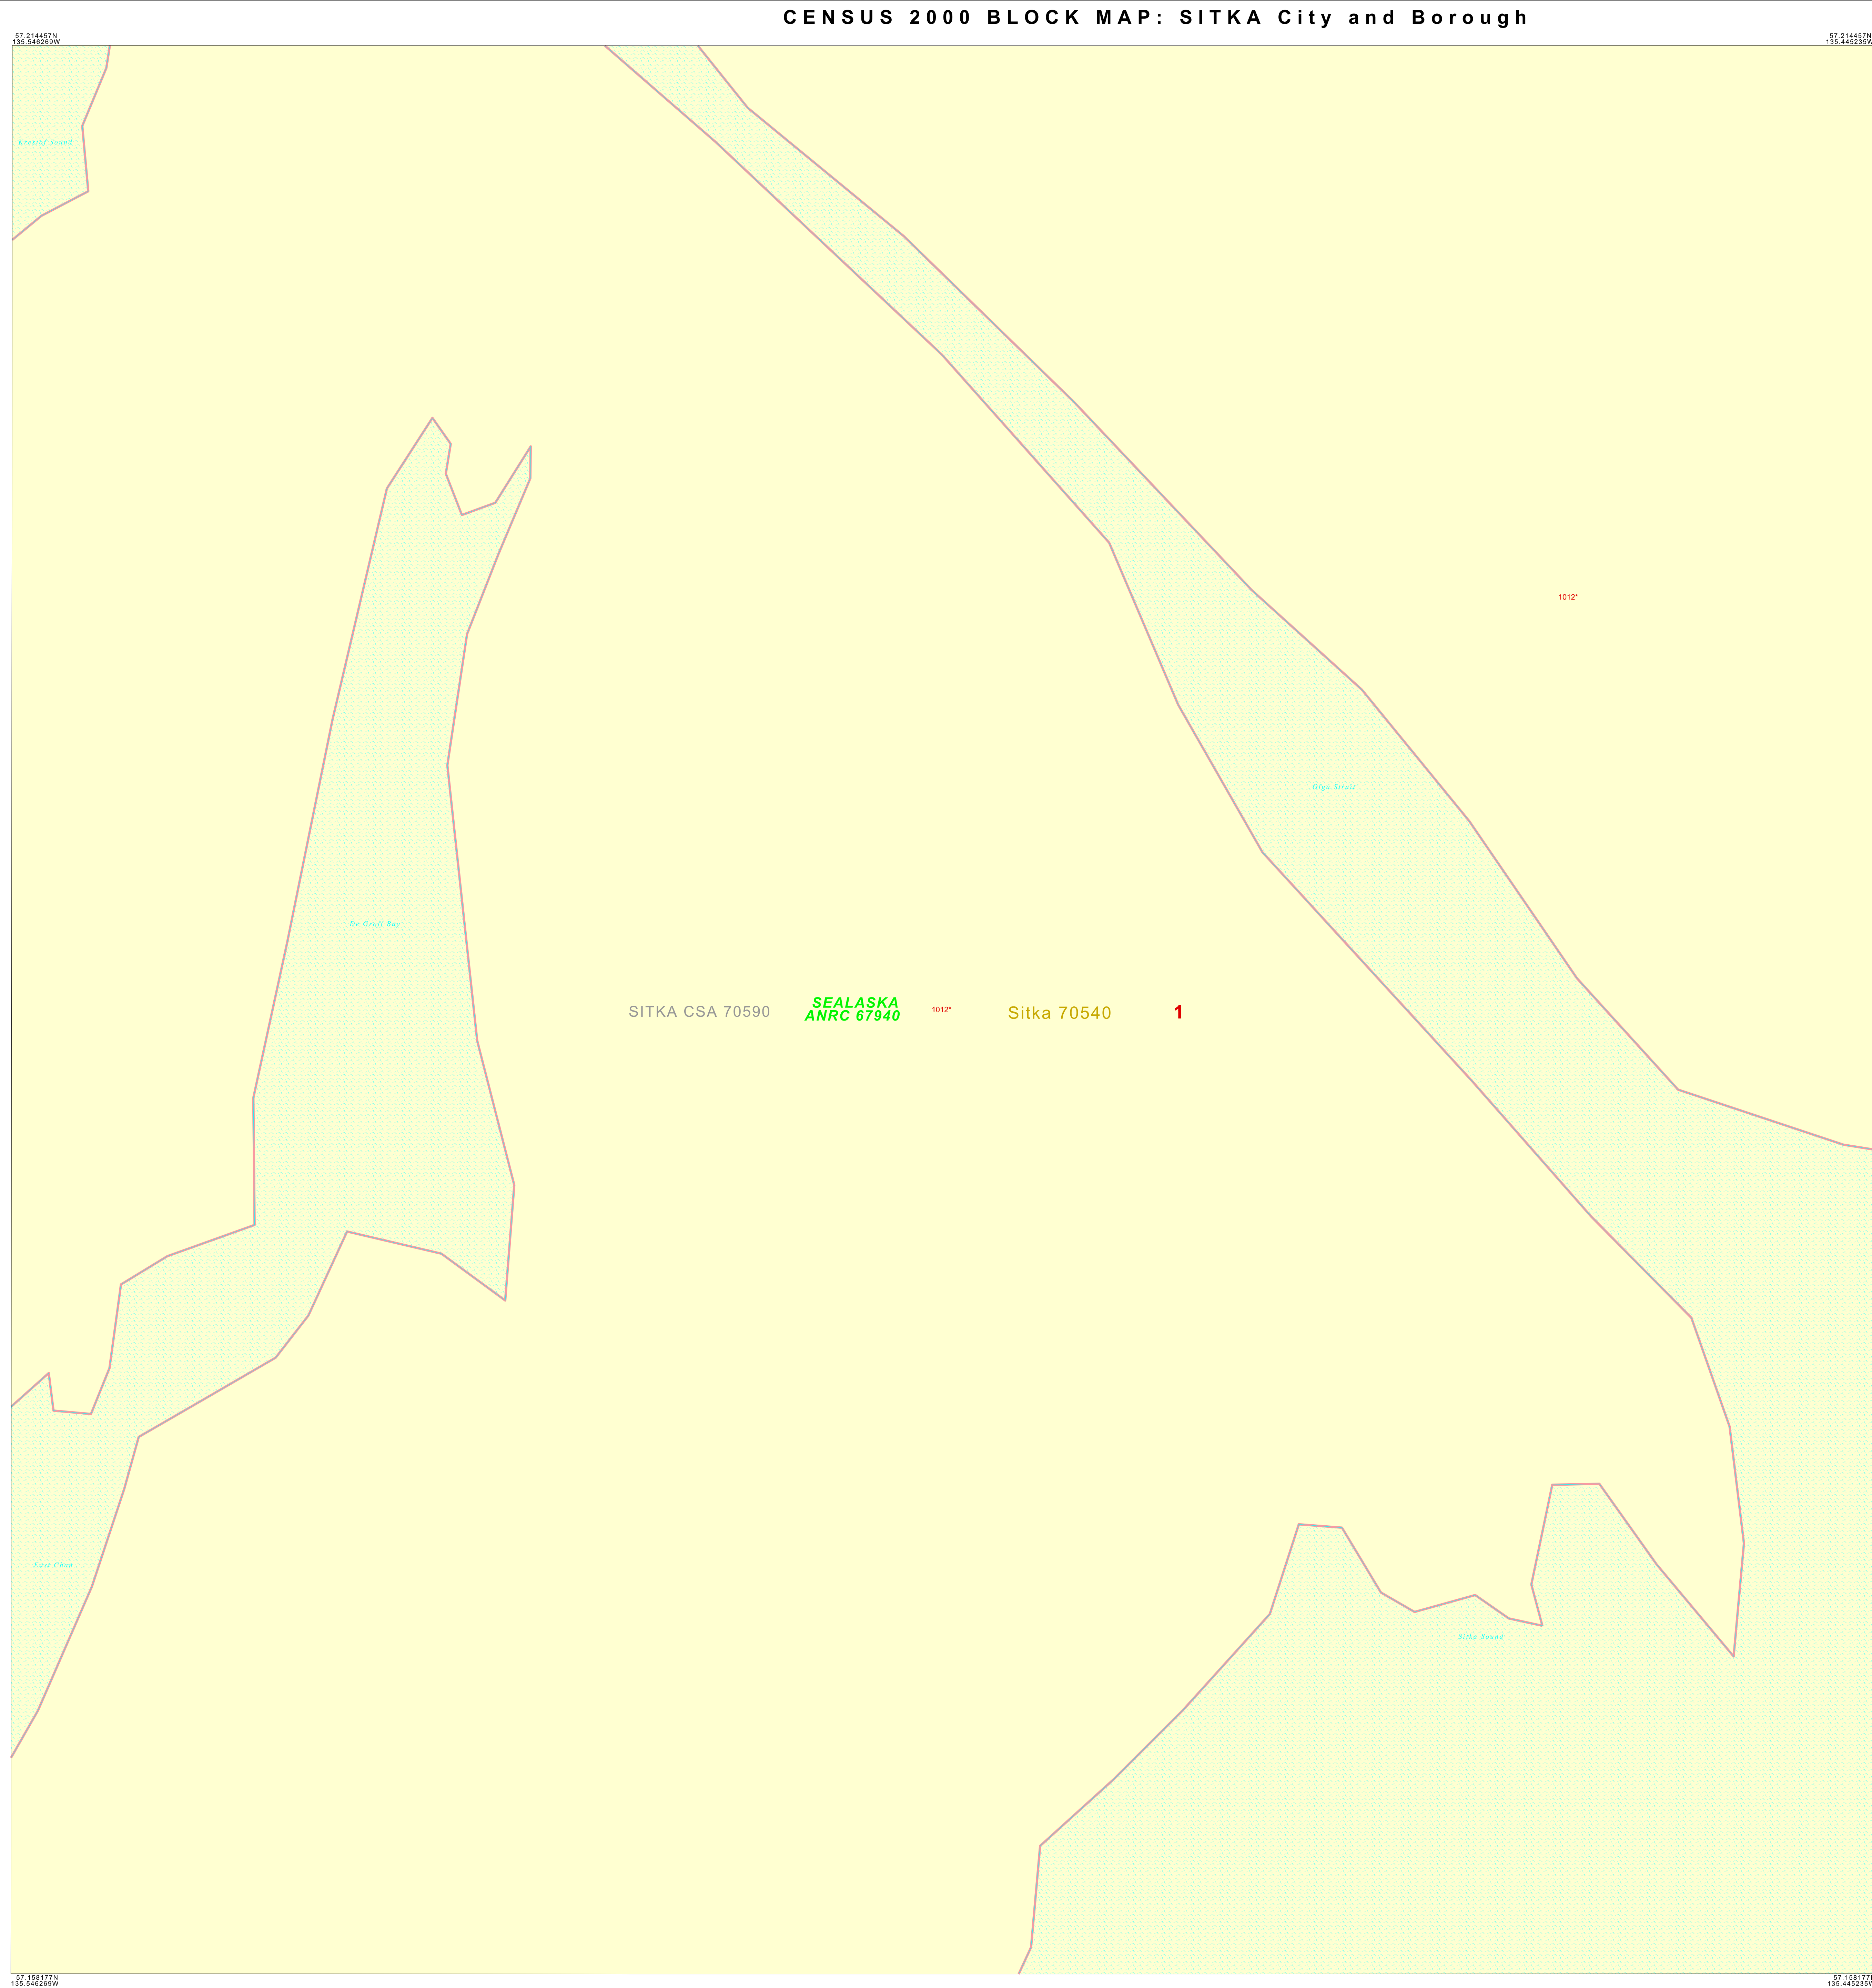 CENSUS 2000 BLOCK MAP: SITKA City and Borough
57.214457N
135.546269W
57.214457N
135.445235W
Krestof Sound
1012*
Olga Strait
De Groff Bay
SITKA CSA 70590
SEALASKA
ANRC 67940
1012*
Sitka 70540
1
East Chan
Sitka Sound
57.158177N
135.546269W
57.158177N
135.445235W